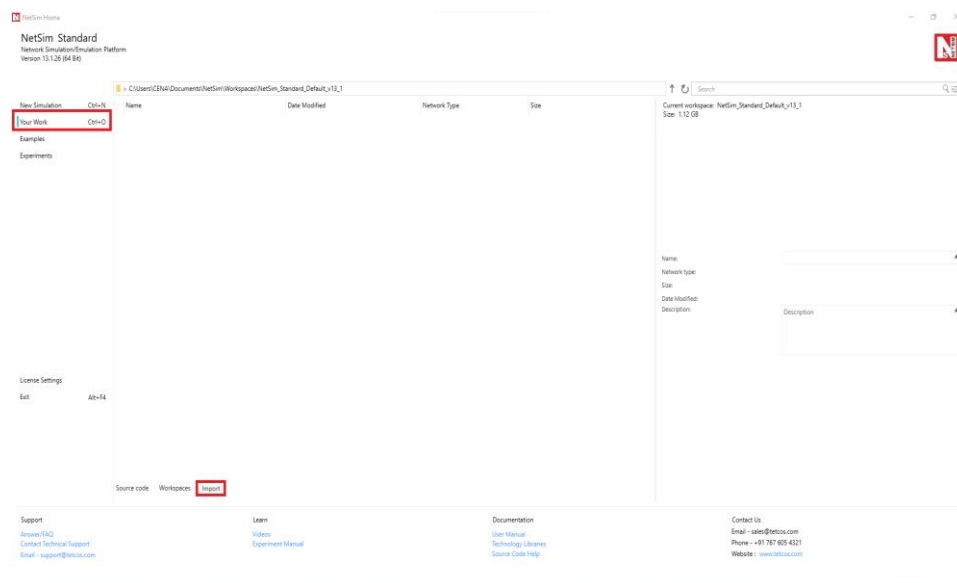 NetSim Home
NetSim Standard
Network Simulation/Emulation Platform
Version 13.1.26 (64 Bit)
> C:\Users\CENA\Documents\NetSim\Workspaces\NetSim_Standard_Default_v13_1
Search
New Simulation Ctrl+N
Your Work Ctrl+O
Examples
Experiments
Name Date Modified Network Type Size
Current workspace: NetSim_Standard_Default_v13_1
Size: 1.12 GB
Name:
Network type:
Size:
Date Modified:
Description:
Description
License Settings
Exit Alt+F4
Source code Workspaces Import
Support
Answer/FAQ
Contact Technical Support
Email - support@tetcos.com
Learn
Videos
Experiment Manual
Documentation
User Manual
Technology Libraries
Source Code Help
Contact Us
Email - sales@tetcos.com
Phone - +91 767 605 4321
Website : www.tetcos.com